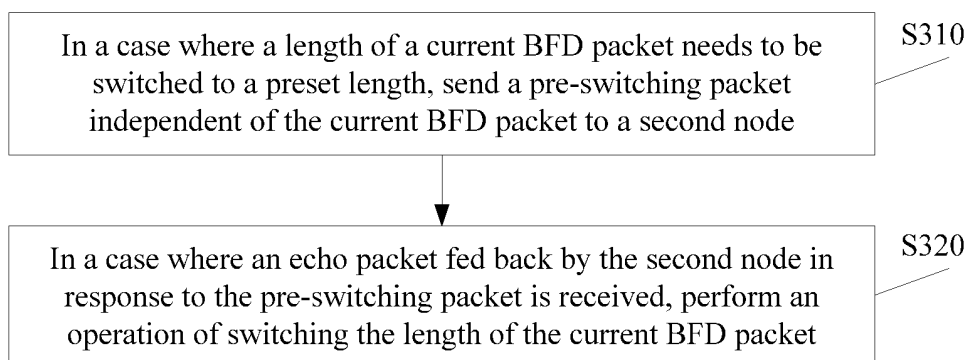 In a case where a length of a current BFD packet needs to be
switched to a preset length, send a pre-switching packet
independent of the current BFD packet to a second node
S310
In a case where an echo packet fed back by the second node in
response to the pre-switching packet is received, perform an
operation of switching the length of the current BFD packet
S320